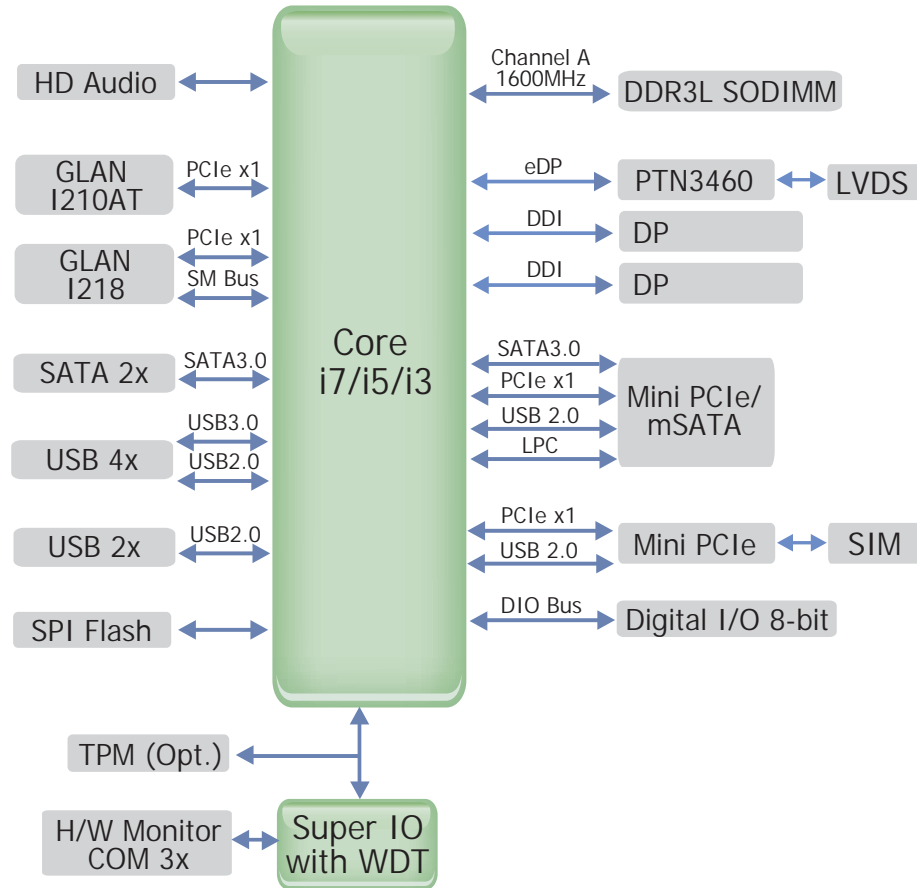 HD Audio
GLAN
I210AT
PCIe x1
GLAN
I218
PCIe x1
SM Bus
SATA 2x
SATA3.0
USB 4x
USB3.0
USB2.0
USB 2x
USB2.0
SPI Flash
Core
i7/i5/i3
Channel A
1600MHz
DDR3L SODIMM
eDP
PTN3460
LVDS
DDI
DP
DDI
DP
SATA3.0
PCIe x1
USB 2.0
LPC
Mini PCIe/
mSATA
PCIe x1
USB 2.0
Mini PCIe
SIM
DIO Bus
Digital I/O 8-bit
TPM (Opt.)
H/W Monitor
COM 3x
Super IO
with WDT